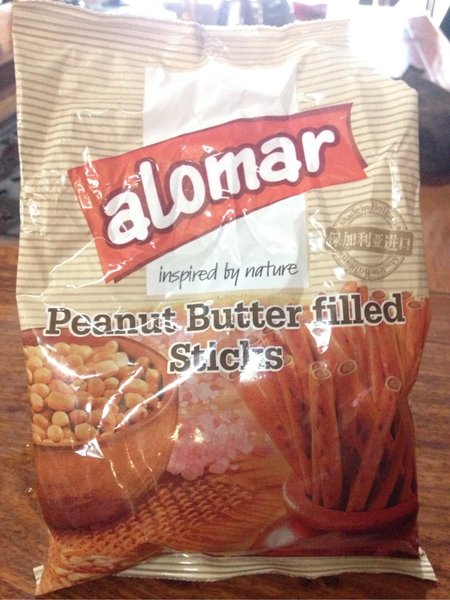 alomar
inspired by nature
保加利亚进口
Peanut Butter filled
Sticks